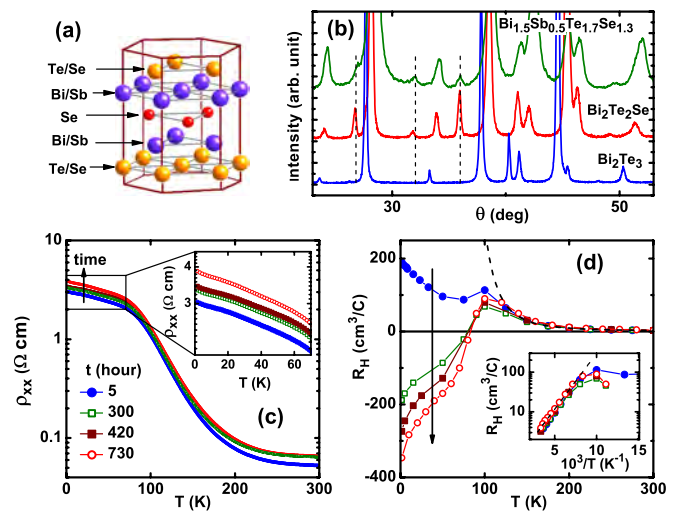 (a)
Te/Se
Bi/Sb
Se
Bi/Sb
Te/Se
(b)
Bi1.5Sb0.5Te1.7Se1.3
Bi2Te2Se
Bi2Te3
intensity (arb. unit)
30
50
θ (deg)
10
1
0.1
ρxx (Ω cm)
time
4
3
ρxx (Ω cm)
0
20
40
60
T (K)
t (hour)
5
300
420
730
(c)
0
100
200
300
T (K)
(d)
200
0
-200
-400
RH (cm3/C)
100
10
RH (cm3/C)
5
10
15
103/T (K-1)
0
100
200
300
T (K)